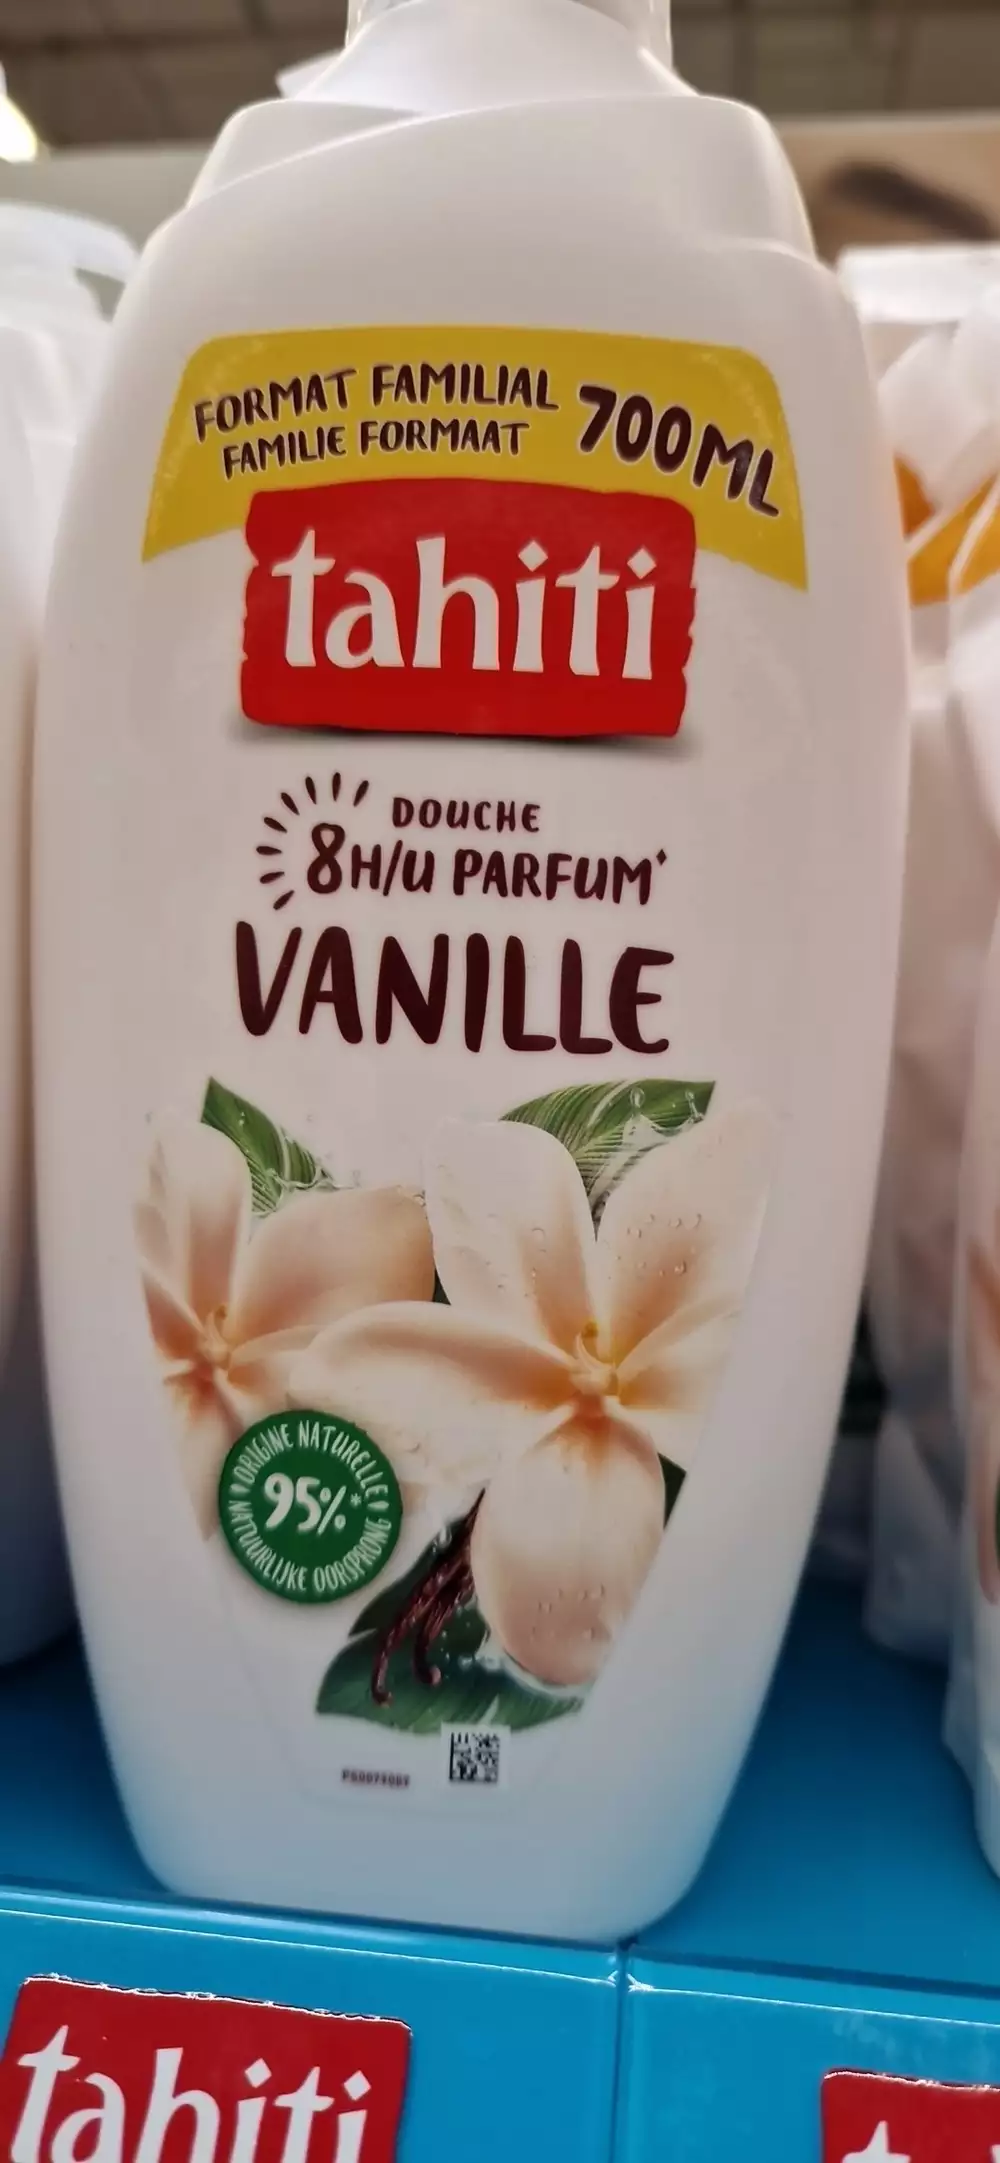 FORMAT FAMILIAL
FAMILIE FORMAAT
700ML
tahiti
DOUCHE
8H/U PARFUM♦
VANILLE
ORIGINE NATURELLE
95%*
NATUURLIJKE OORSPRONG
tahiti